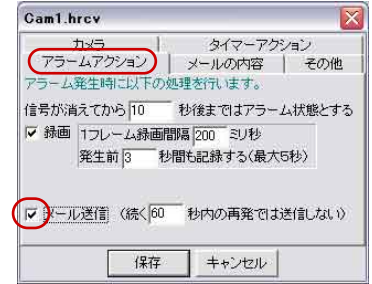 Cam1.hrcv
カメラ タイマーアクション
アラームアクション メールの内容 その他
アラーム発生時に以下の処理を行います。
信号が消えてから 10 秒後まではアラーム状態とする
録画 1フレーム録画間隔 200 ミリ秒
発生前 3 秒間も記録する(最大5秒)
メール送信 (続く 60 秒内の再発では送信しない)
保存 キャンセル